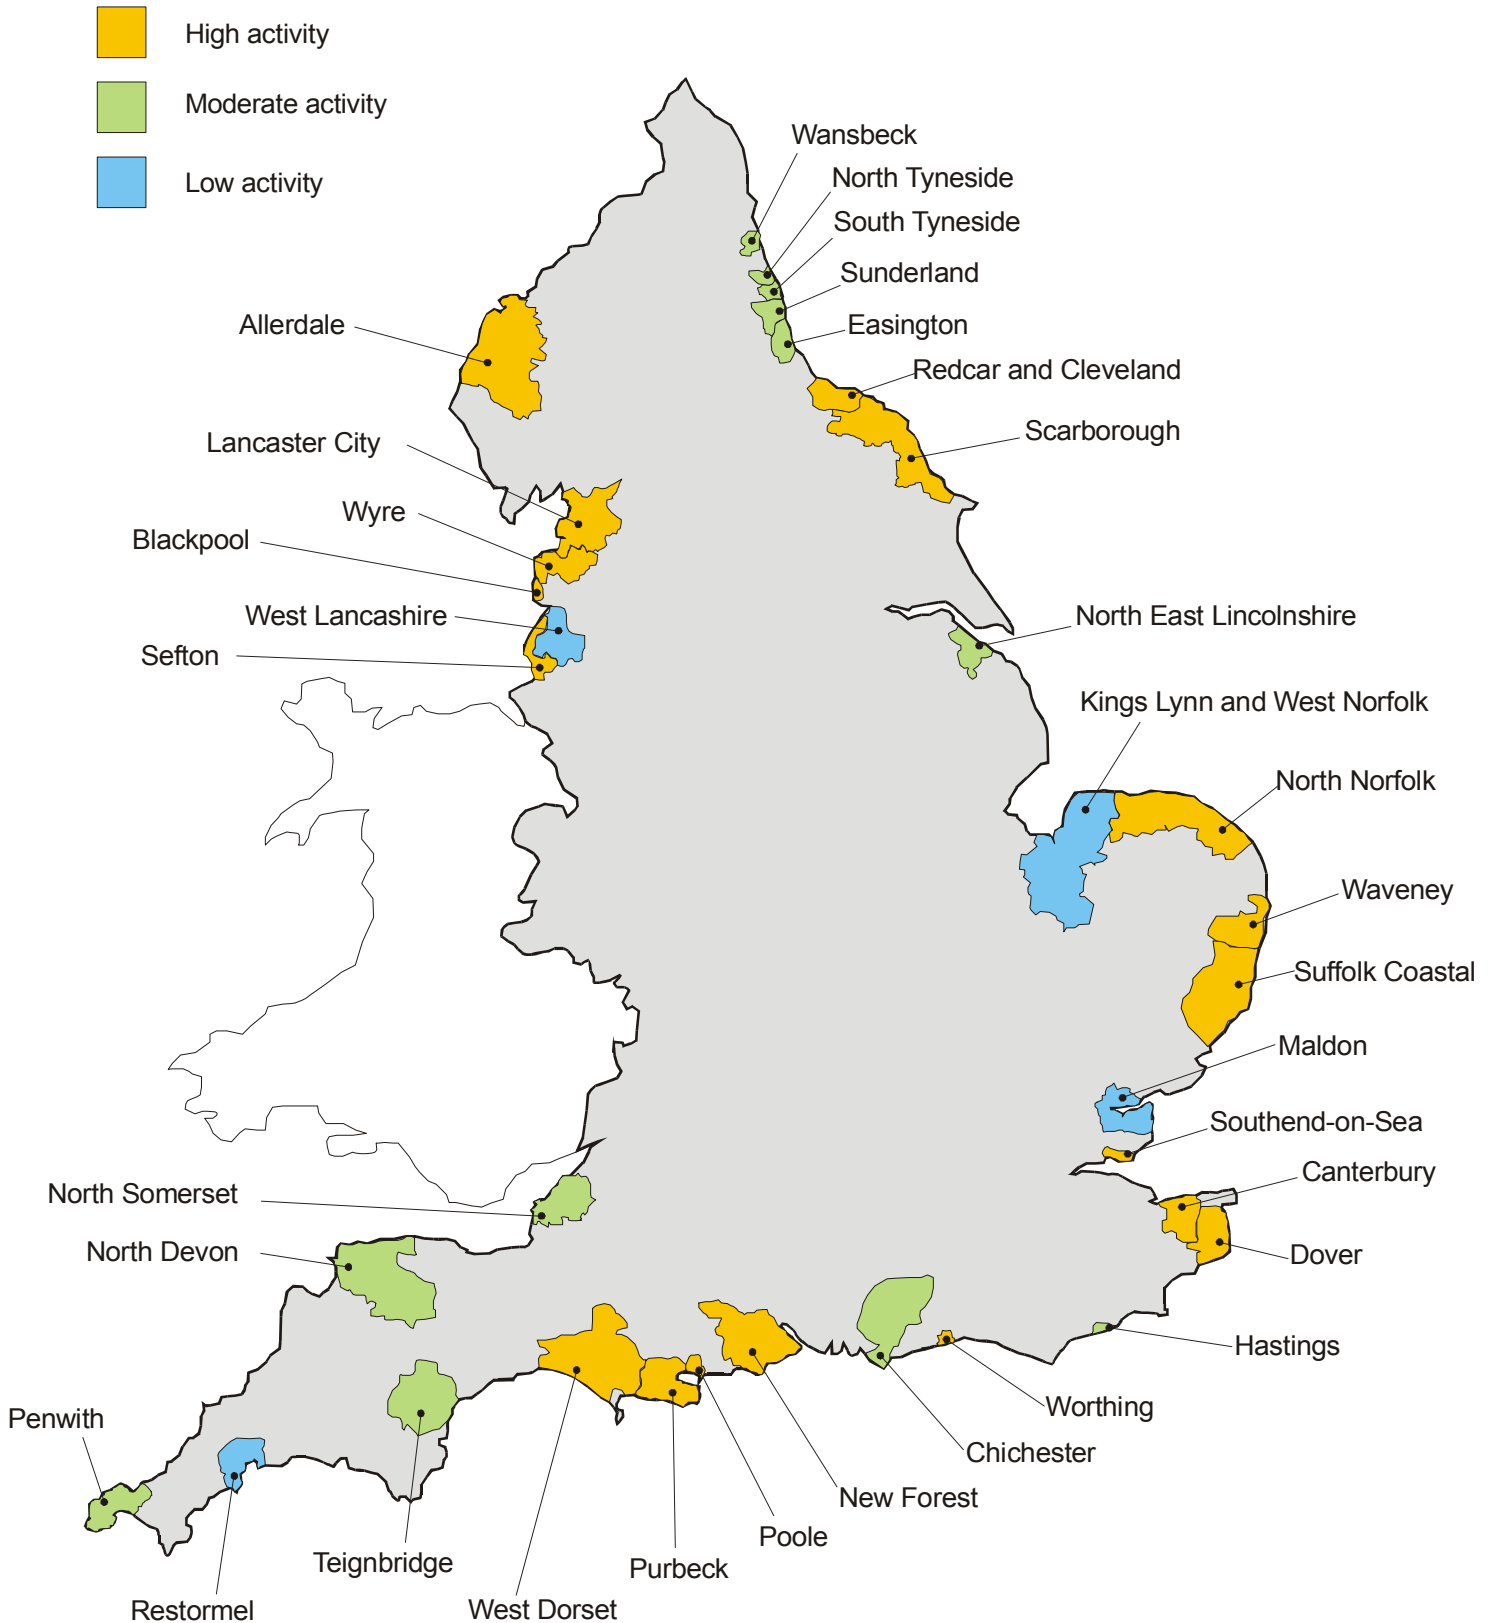 High activity
Moderate activity
Low activity
Wansbeck
North Tyneside
South Tyneside
Sunderland
Allerdale
Easington
Redcar and Cleveland
Scarborough
Lancaster City
Wyre
Blackpool
West Lancashire
North East Lincolnshire
Sefton
Kings Lynn and West Norfolk
North Norfolk
Waveney
Suffolk Coastal
Maldon
Southend-on-Sea
Canterbury
North Somerset
North Devon
Dover
Hastings
Worthing
Penwith
Chichester
New Forest
Poole
Teignbridge
Purbeck
Restormel
West Dorset